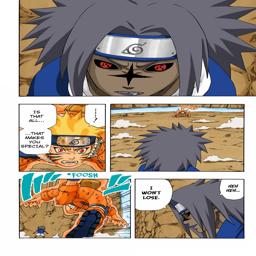 IS
THAT
ALL...
...THAT
MAKES YOU
SPECIAL?
...!
FOOSH
I WON'T
LOSE.
HEH
HEH...